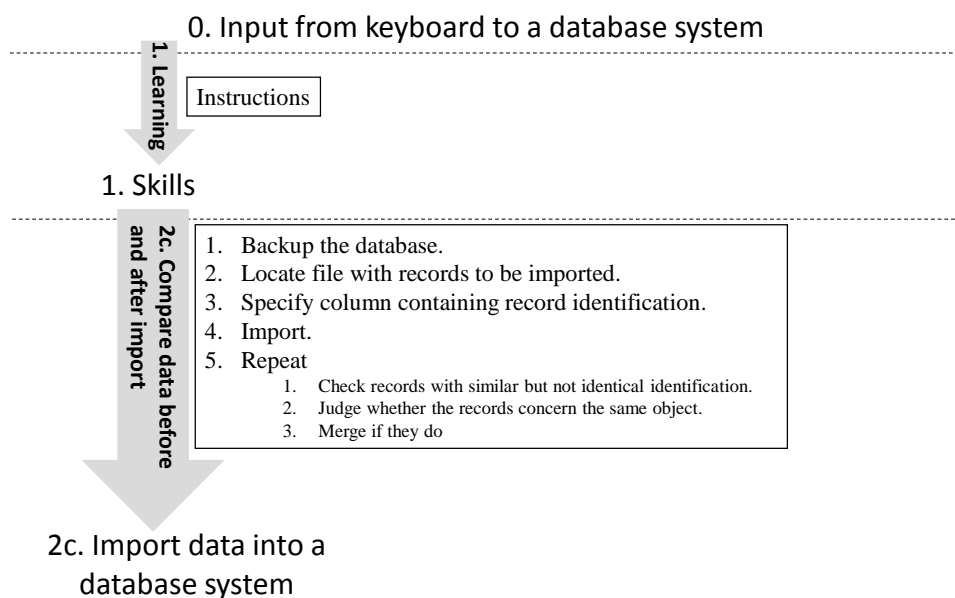 0. Input from keyboard to a database system
1. Learning
Instructions
1. Skills
2c. Compare data before
and after import
1. Backup the database.
2. Locate file with records to be imported.
3. Specify column containing record identification.
4. Import.
5. Repeat
1. Check records with similar but not identical identification.
2. Judge whether the records concern the same object.
3. Merge if they do
2c. Import data into a
database system